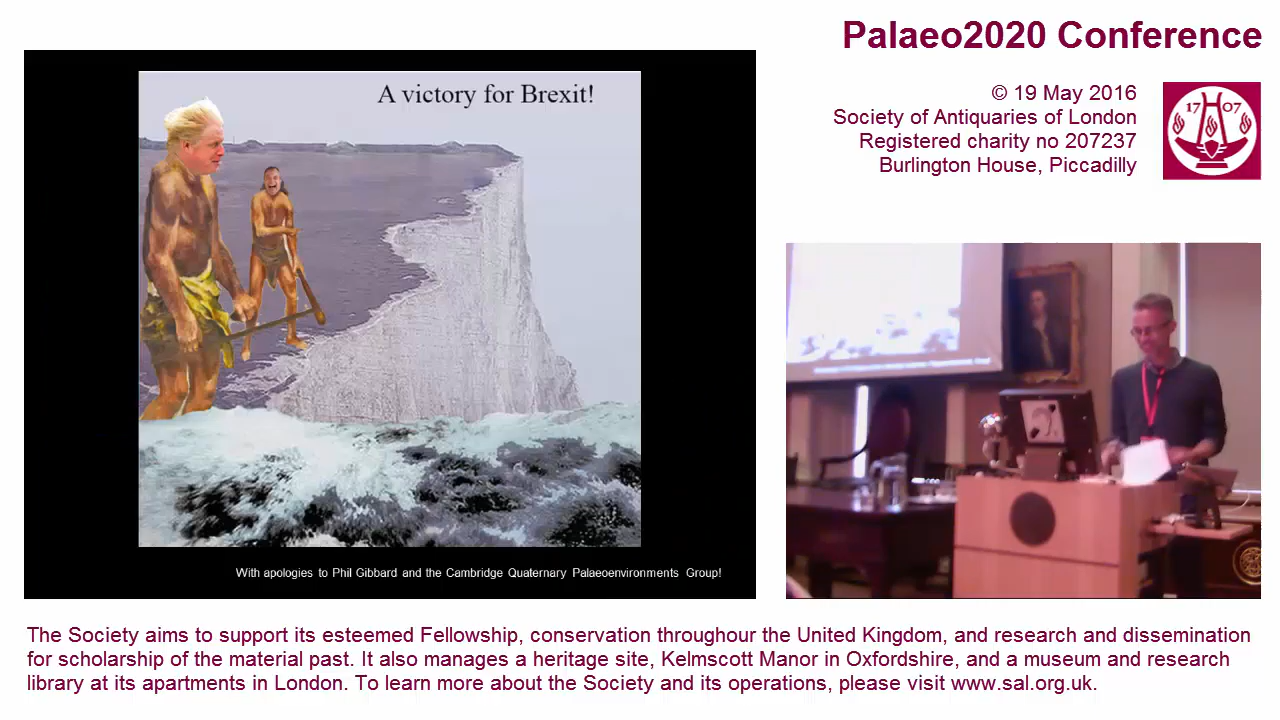 Palaeo2020 Conference
© 19 May 2016
Society of Antiquaries of London
Registered charity no 207237
Burlington House, Piccadilly
17 07
A victory for Brexit!
With apologies to Phil Gibbard and the Cambridge Quaternary Palaeoenvironments Group!
The Society aims to support its esteemed Fellowship, conservation throughour the United Kingdom, and research and dissemination
for scholarship of the material past. It also manages a heritage site, Kelmscott Manor in Oxfordshire, and a museum and research
library at its apartments in London. To learn more about the Society and its operations, please visit www.sal.org.uk.